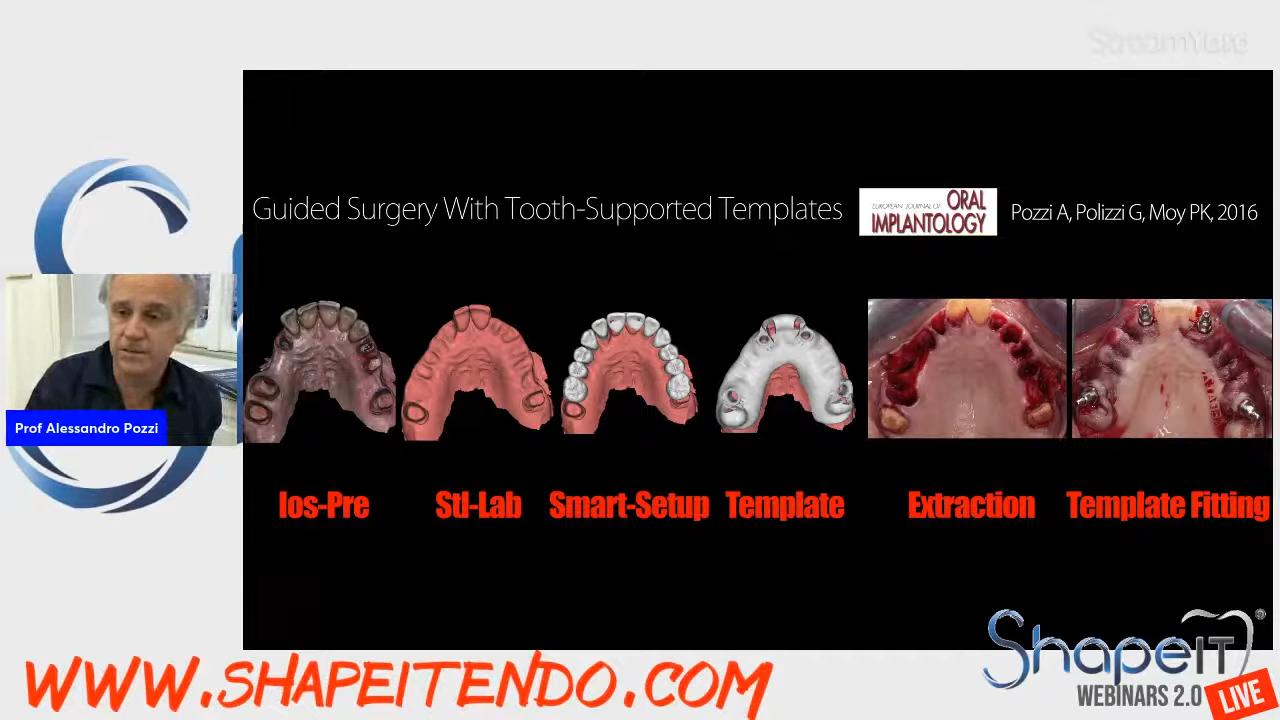 StreamYard
Guided Surgery With Tooth-Supported Templates
EUROPEAN JOURNAL OF
ORAL
IMPLANTOLOGY
Pozzi A, Polizzi G, Moy PK, 2016
Prof Alessandro Pozzi
Ios-Pre
Stl-Lab
Smart-Setup
Template
Extraction
Template Fitting
WWW.SHAPEITENDO.COM
ShapeIT®
WEBINARS 2.0
LIVE